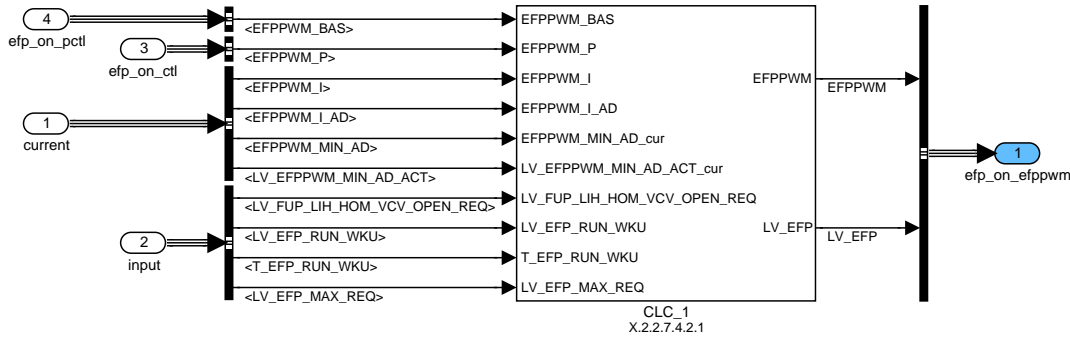 4
efp_on_pctl
<EFPPWM_BAS>
EFPPWM_BAS
3
efp_on_ctl
<EFPPWM_P>
EFPPWM_P
<EFPPWM_I>
EFPPWM_I
EFPPWM
EFPPWM
<EFPPWM_I_AD>
EFPPWM_I_AD
1
current
<EFPPWM_MIN_AD>
EFPPWM_MIN_AD_cur
<LV_EFPPWM_MIN_AD_ACT>
LV_EFPPWM_MIN_AD_ACT_cur
1
efp_on_efppwm
<LV_FUP_LIH_HOM_VCV_OPEN_REQ>
LV_FUP_LIH_HOM_VCV_OPEN_REQ
2
input
<LV_EFP_RUN_WKU>
LV_EFP_RUN_WKU
LV_EFP
LV_EFP
<T_EFP_RUN_WKU>
T_EFP_RUN_WKU
<LV_EFP_MAX_REQ>
LV_EFP_MAX_REQ
CLC_1
X.2.2.7.4.2.1